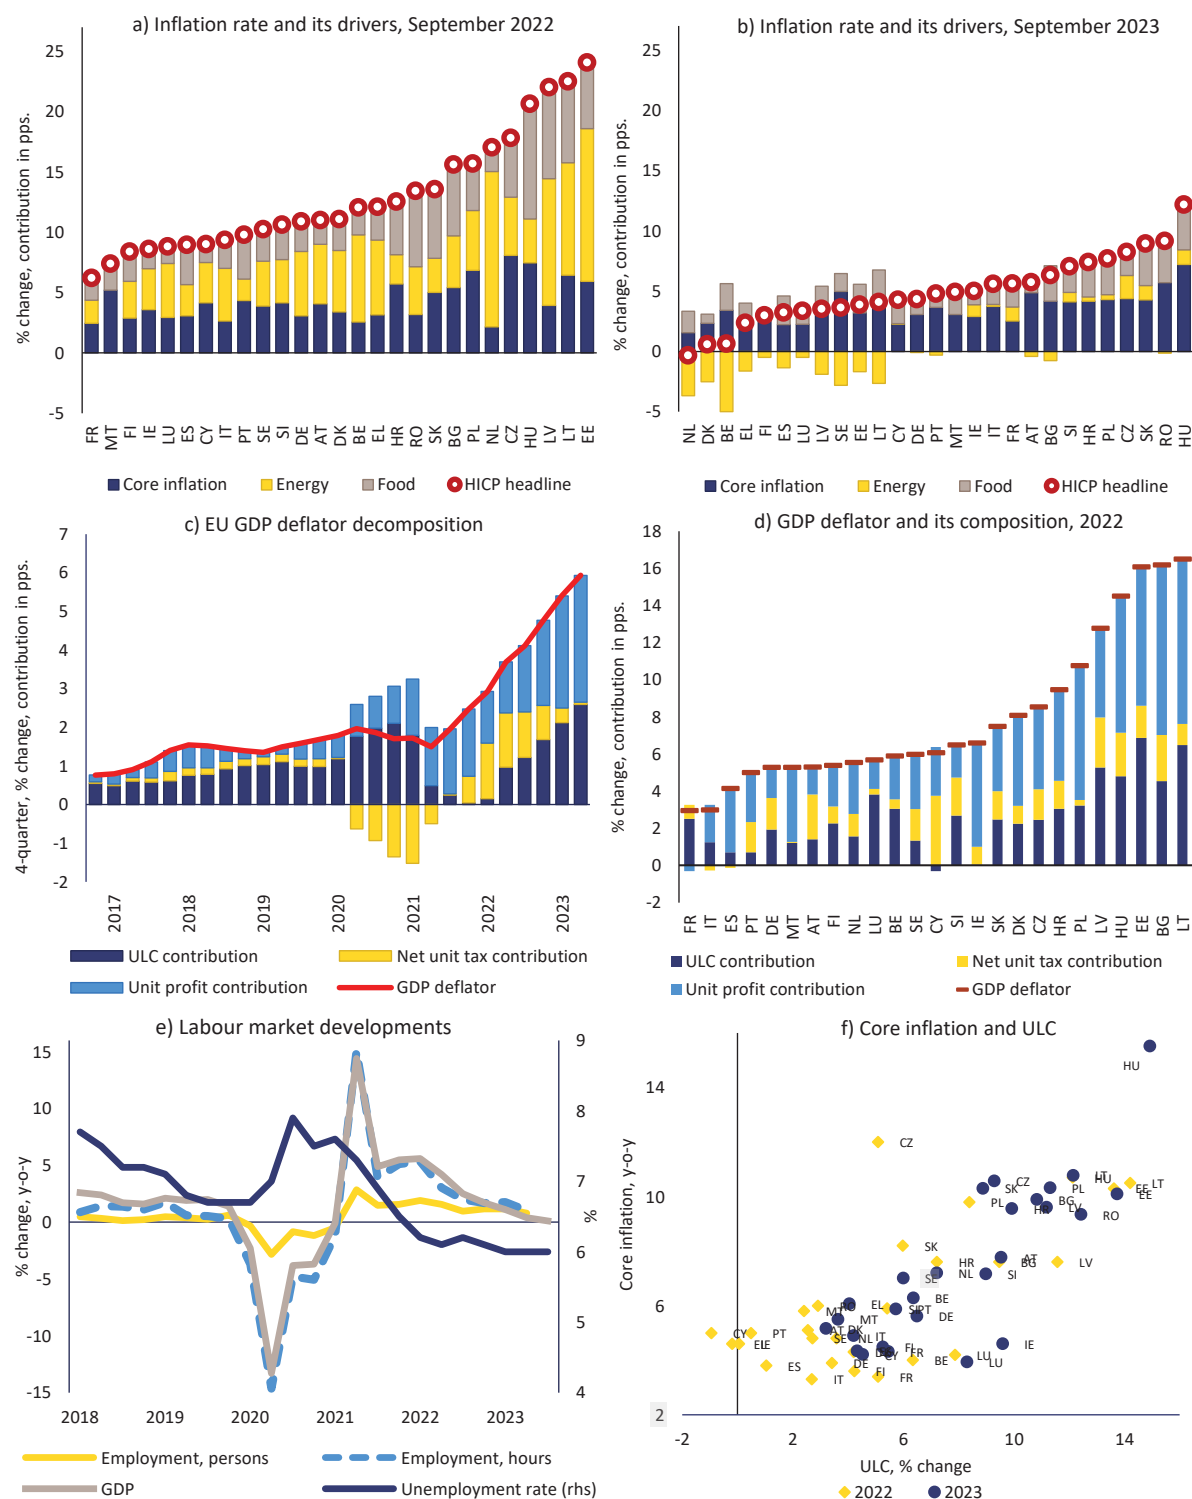 a) Inflation rate and its drivers, September 2022
% change, contribution in pps.
25
20
15
10
5
0
-5
FR MT FI IE LU ES CY IT PT SE SI DE AT DK BE EL HR RO SK BG PL NL CZ HU LV LT EE
Core inflation Energy Food HICP headline
b) Inflation rate and its drivers, September 2023
% change, contribution in pps.
25
20
15
10
5
0
-5
NL DK BE EL FI ES LU LV SE EE LT CY DE PT MT IE IT FR AT BG SI HR PL CZ SK RO HU
Core inflation Energy Food HICP headline
c) EU GDP deflator decomposition
4-quarter, % change, contribution in pps.
7
6
5
4
3
2
1
0
-1
-2
2017 2018 2019 2020 2021 2022 2023
ULC contribution Net unit tax contribution
Unit profit contribution GDP deflator
d) GDP deflator and its composition, 2022
% change, contribution in pps.
18
16
14
12
10
8
6
4
2
0
-2
FR IT ES PT DE MT AT FI NL LU BE SE CY SI IE SK DK CZ HR PL LV HU EE BG LT
ULC contribution Net unit tax contribution
Unit profit contribution GDP deflator
e) Labour market developments
% change, y-o-y
15
10
5
0
-5
-10
-15
9
8
7
6
5
4
%
2018 2019 2020 2021 2022 2023
Employment, persons Employment, hours
GDP Unemployment rate (rhs)
f) Core inflation and ULC
Core inflation, y-o-y
14
10
6
2
HU
CZ
CZ LT HU LT
SK PL EE EE
PL BG
HR LV RO
SK AT
HR NL BG LV
SE SI
BE
RO EL SI PT DE
MT MT
CY PT AT DK IT
EL IE SE NL FI IE
DE CY FR BE LU LU
ES FI
IT FR
-2 2 6 10 14
ULC, % change
2022 2023